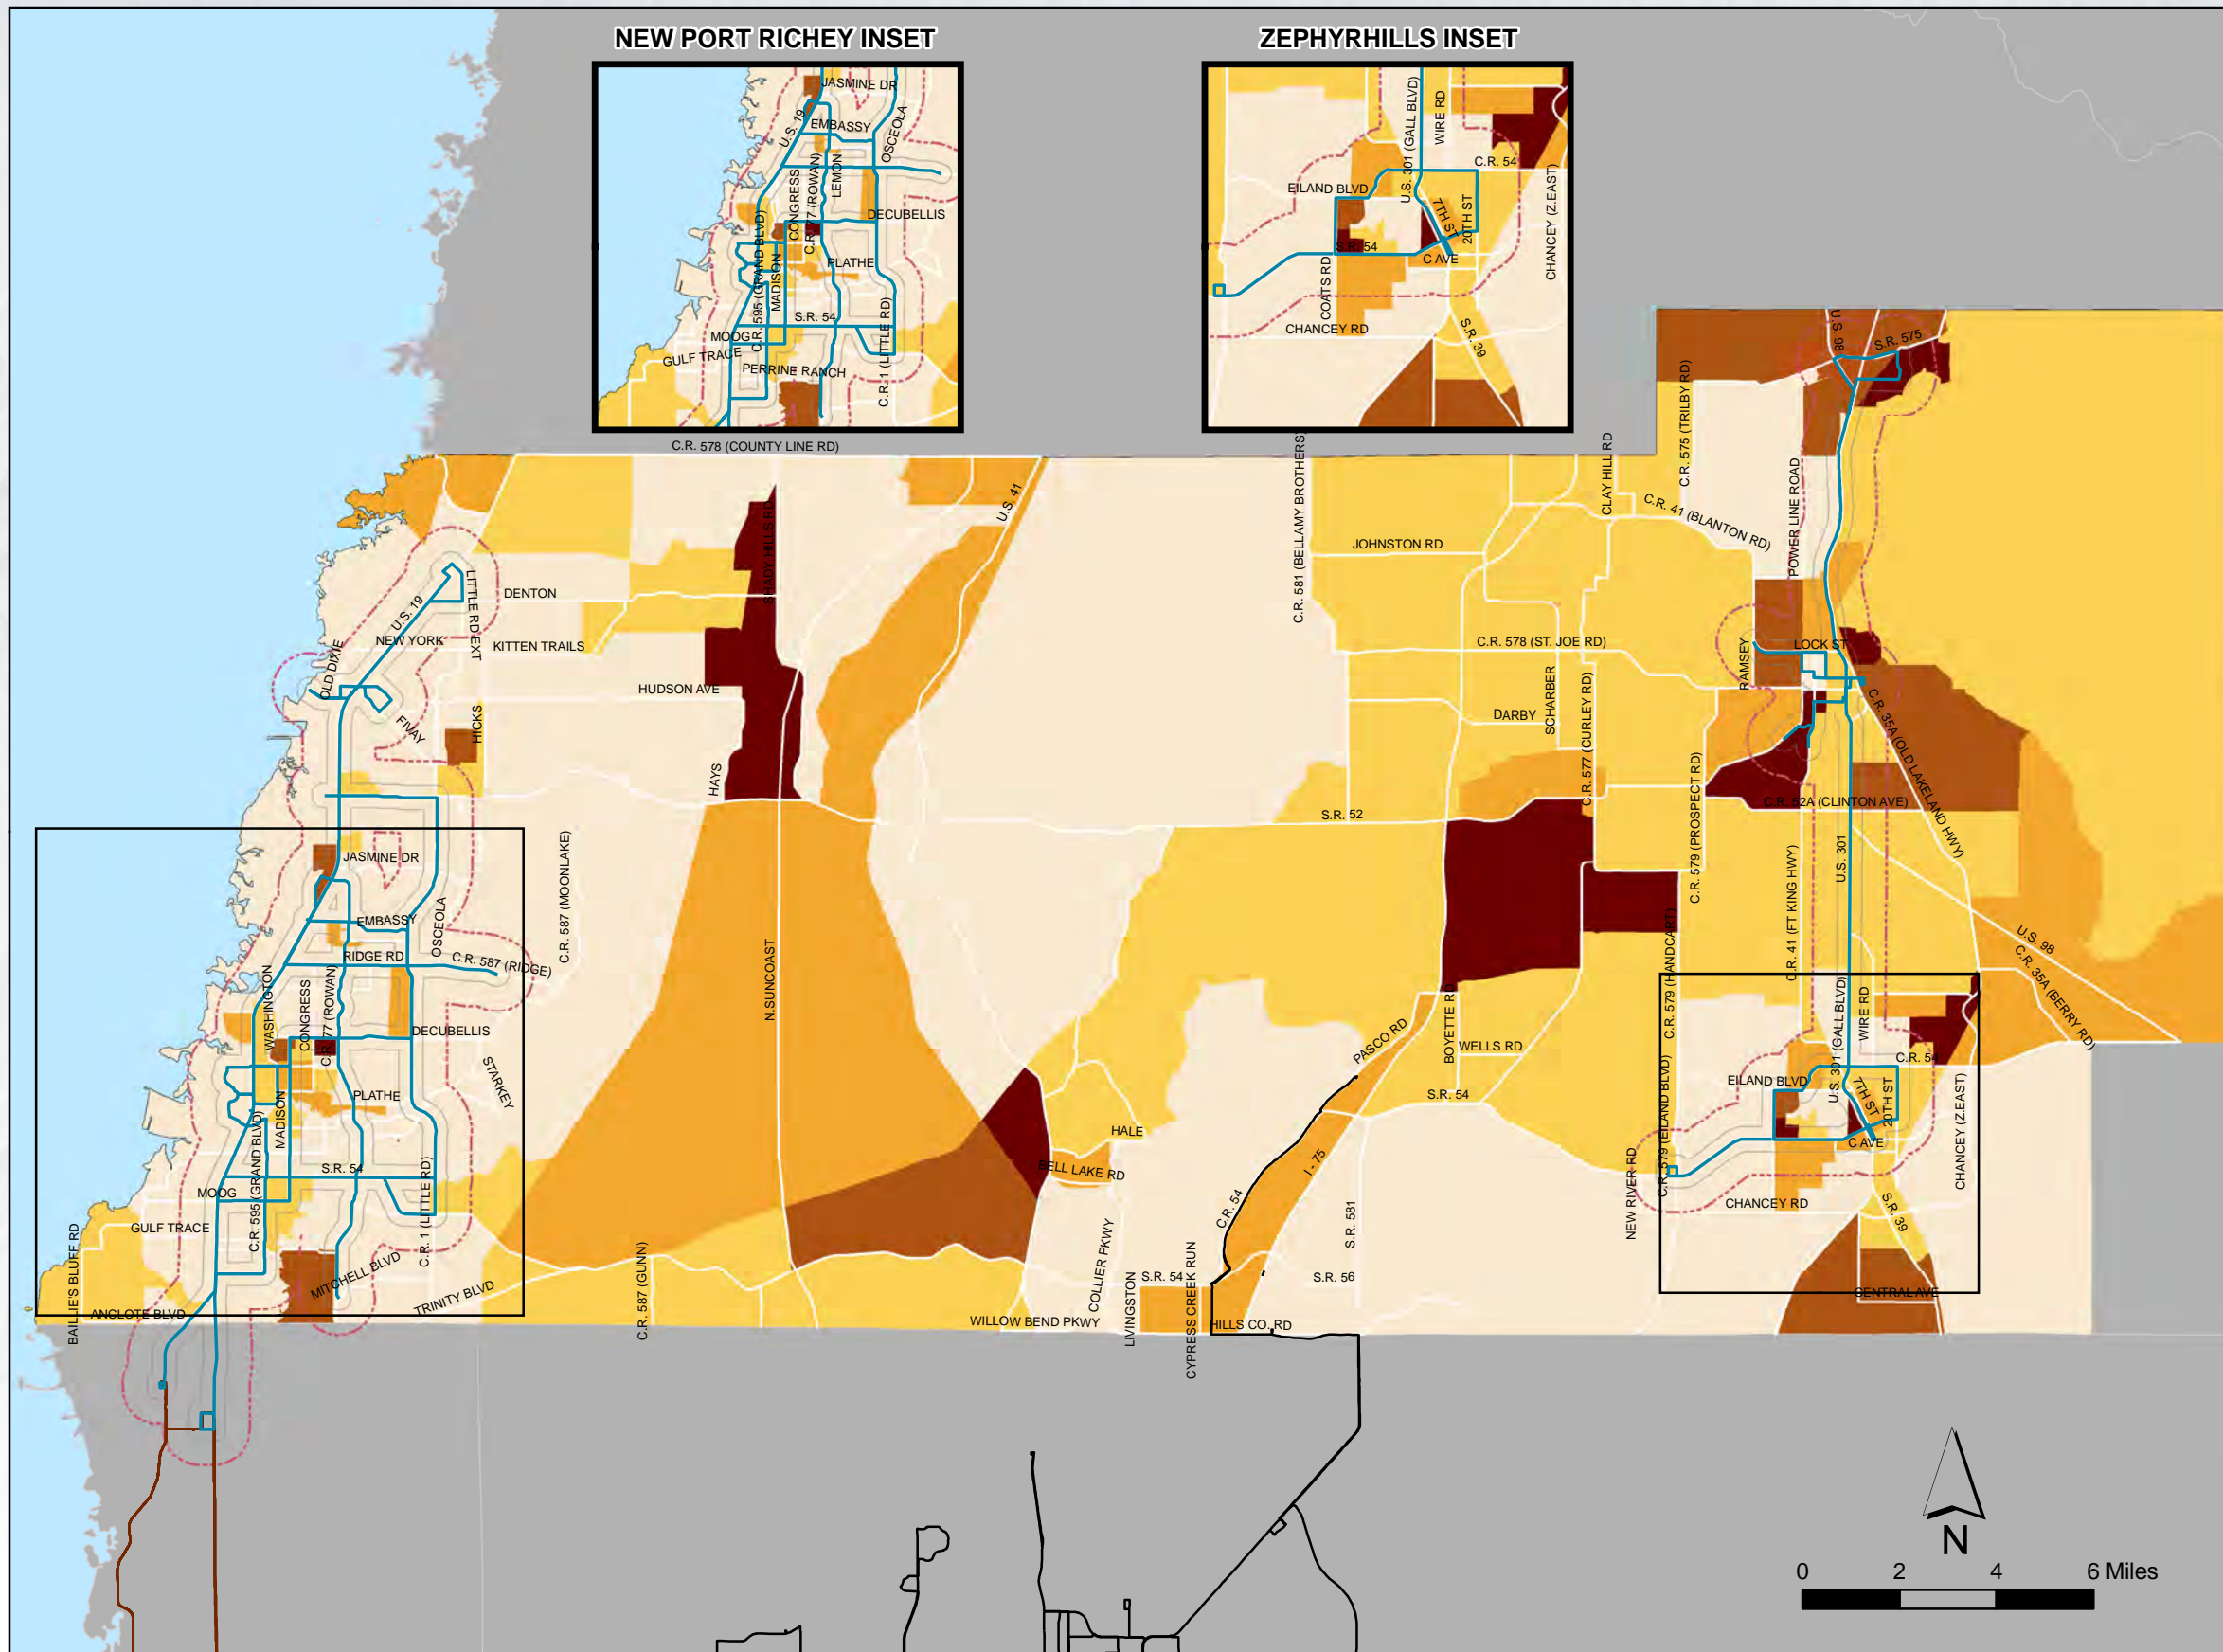 NEW PORT RICHEY INSET
JASMINE DR
U.S. 19
EMBASSY
OSCEOLA
LEMON
CONGRESS
C.R. 77 (ROWAN)
DECUBELLIS
C.R. 595 (GRAND BLVD)
MADISON
PLATHE
S.R. 54
MOOG
GULF TRACE
PERRINE RANCH
C.R. 1 (LITTLE RD)
ZEPHYRHILLS INSET
U.S. 301 (GALL BLVD)
WIRE RD
C.R. 54
EILAND BLVD
7TH ST
20TH ST
CHANCEY (Z.EAST)
S.R. 54
C AVE
COATS RD
CHANCEY RD
S.R. 39
C.R. 578 (COUNTY LINE RD)
U.S. 41
SHADY HILLS RD
LITTLE RD EXT
DENTON
U.S. 19
NEW YORK
KITTEN TRAILS
OLD DIXIE
HUDSON AVE
FIVAY
HICKS
HAYS
JASMINE DR
C.R. 587 (MOONLAKE)
EMBASSY
OSCEOLA
RIDGE RD
C.R. 587 (RIDGE)
WASHINGTON
CONGRESS
C.R. 77 (ROWAN)
DECUBELLIS
N.SUNCOAST
STARKEY
MADISON
PLATHE
C.R. 595 (GRAND BLVD)
S.R. 54
MOOG
GULF TRACE
C.R. 1 (LITTLE RD)
BAILLIE'S BLUFF RD
MITCHELL BLVD
TRINITY BLVD
ANCLOTE BLVD
C.R. 587 (GUNN)
WILLOW BEND PKWY
HALE
BELL LAKE RD
COLLIER PKWY
LIVINGSTON
S.R. 54
CYPRESS CREEK RUN
HILLS CO. RD
C.R. 54
I - 75
S.R. 581
S.R. 56
PASCO RD
BOYETTE RD
WELLS RD
S.R. 54
S.R. 52
C.R. 581 (BELLAMY BROTHERS)
JOHNSTON RD
CLAY HILL RD
C.R. 41 (BLANTON RD)
C.R. 575 (TRILBY RD)
U.S. 98
S.R. 575
POWER LINE ROAD
C.R. 578 (ST. JOE RD)
SCHARBER
DARBY
C.R. 577 (CURLEY RD)
RAMSEY
LOCK ST
C.R. 35A (OLD LAKELAND HWY)
C.R. 579 (PROSPECT RD)
C.R. 52A (CLINTON AVE)
U.S. 301
C.R. 41 (FT KING HWY)
C.R. 579 (HANDCART)
U.S. 98
C.R. 35A (BERRY RD)
U.S. 301 (GALL BLVD)
WIRE RD
C.R. 54
EILAND BLVD
7TH ST
20TH ST
C AVE
CHANCEY (Z.EAST)
C.R. 579 (EILAND BLVD)
NEW RIVER RD
CHANCEY RD
S.R. 39
CENTRAL AVE
N
0 2 4 6 Miles